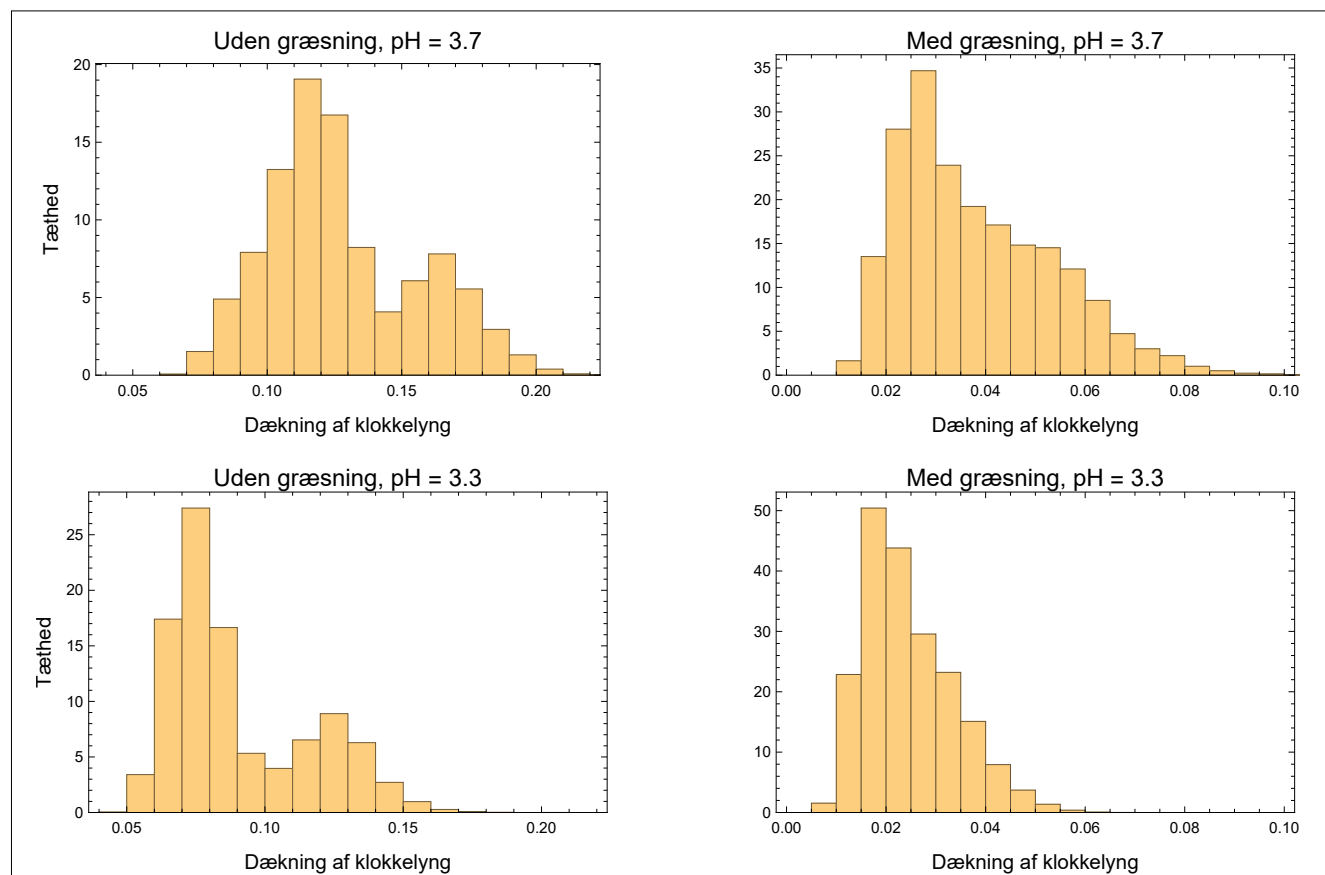 Uden græsning, pH = 3.7
20
15
10
5
0
Tæthed
0.05 0.10 0.15 0.20
Dækning af klokkelyng
Med græsning, pH = 3.7
35
30
25
20
15
10
5
0
0.00 0.02 0.04 0.06 0.08 0.10
Dækning af klokkelyng
Uden græsning, pH = 3.3
25
20
15
10
5
0
Tæthed
0.05 0.10 0.15 0.20
Dækning af klokkelyng
Med græsning, pH = 3.3
50
40
30
20
10
0
0.00 0.02 0.04 0.06 0.08 0.10
Dækning af klokkelyng